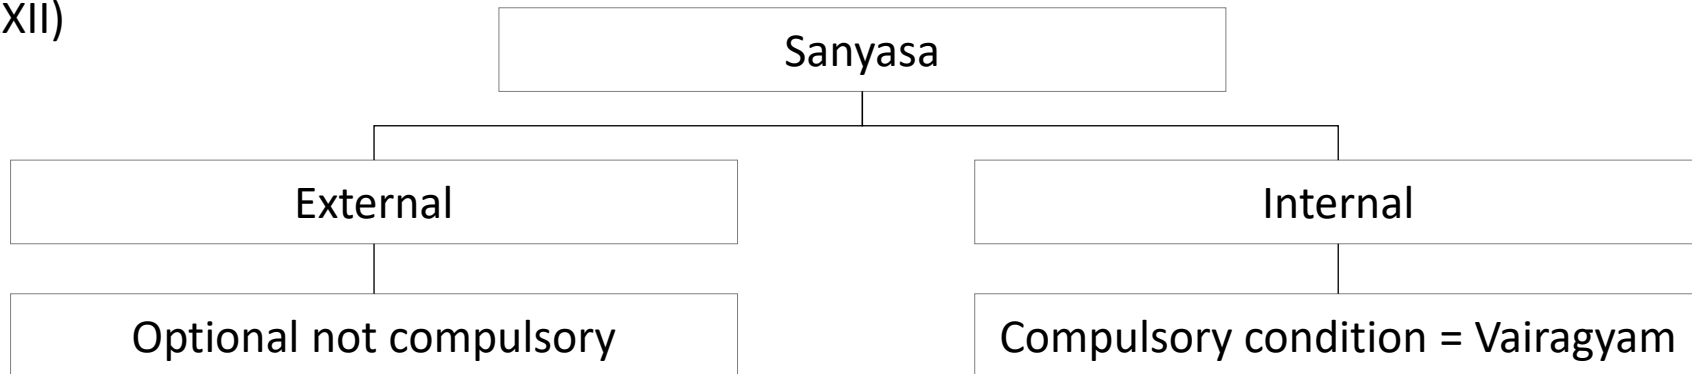 XII)
Sanyasa
External
Internal
Optional not compulsory
Compulsory condition = Vairagyam